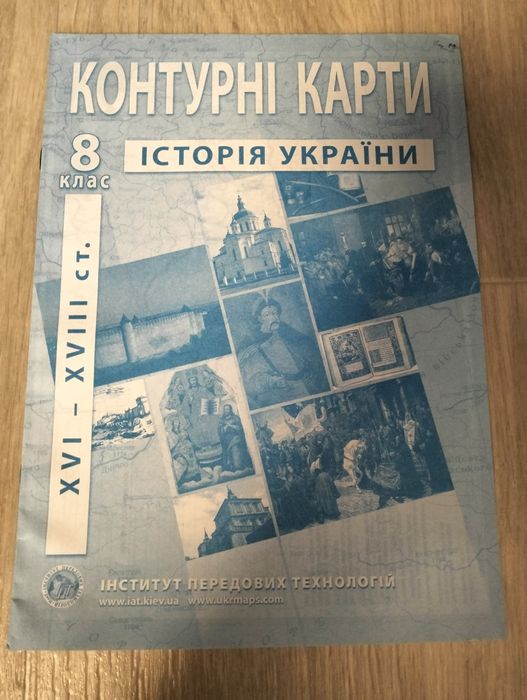 КОНТУРНІ КАРТИ
8
клас
ІСТОРІЯ УКРАЇНИ
XVI – XVIII ст.
ІНСТИТУТ ПЕРЕДОВИХ ТЕХНОЛОГІЙ
www.iat.kiev.ua www.ukrmaps.com